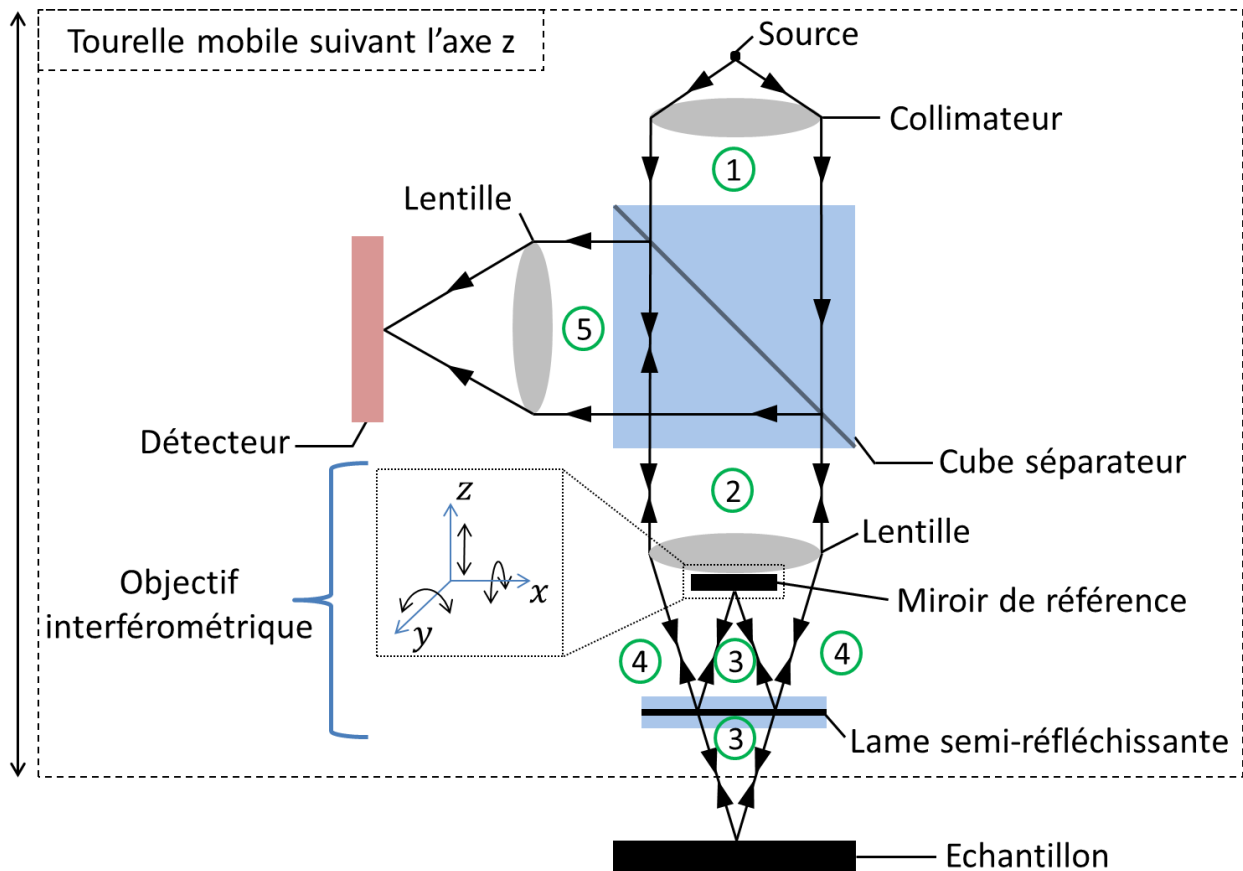 Tourelle mobile suivant l'axe z
Source
Collimateur
1
Lentille
5
Détecteur
Cube séparateur
2
z
x
y
Lentille
Objectif
interférométrique
Miroir de référence
4
3
4
3
Lame semi-réfléchissante
Echantillon